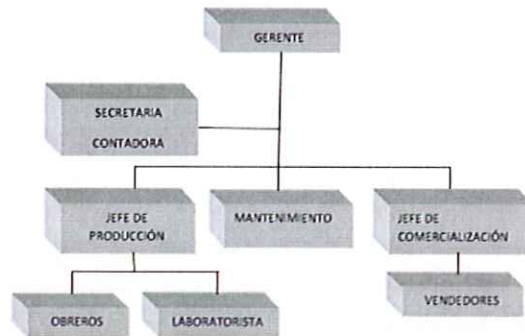 GERENTE
SECRETARIA
CONTADORA
JEFE DE
PRODUCCIÓN
MANTENIMIENTO
JEFE DE
COMERCIALIZACIÓN
OBREROS
LABORATORISTA
VENDEDORES